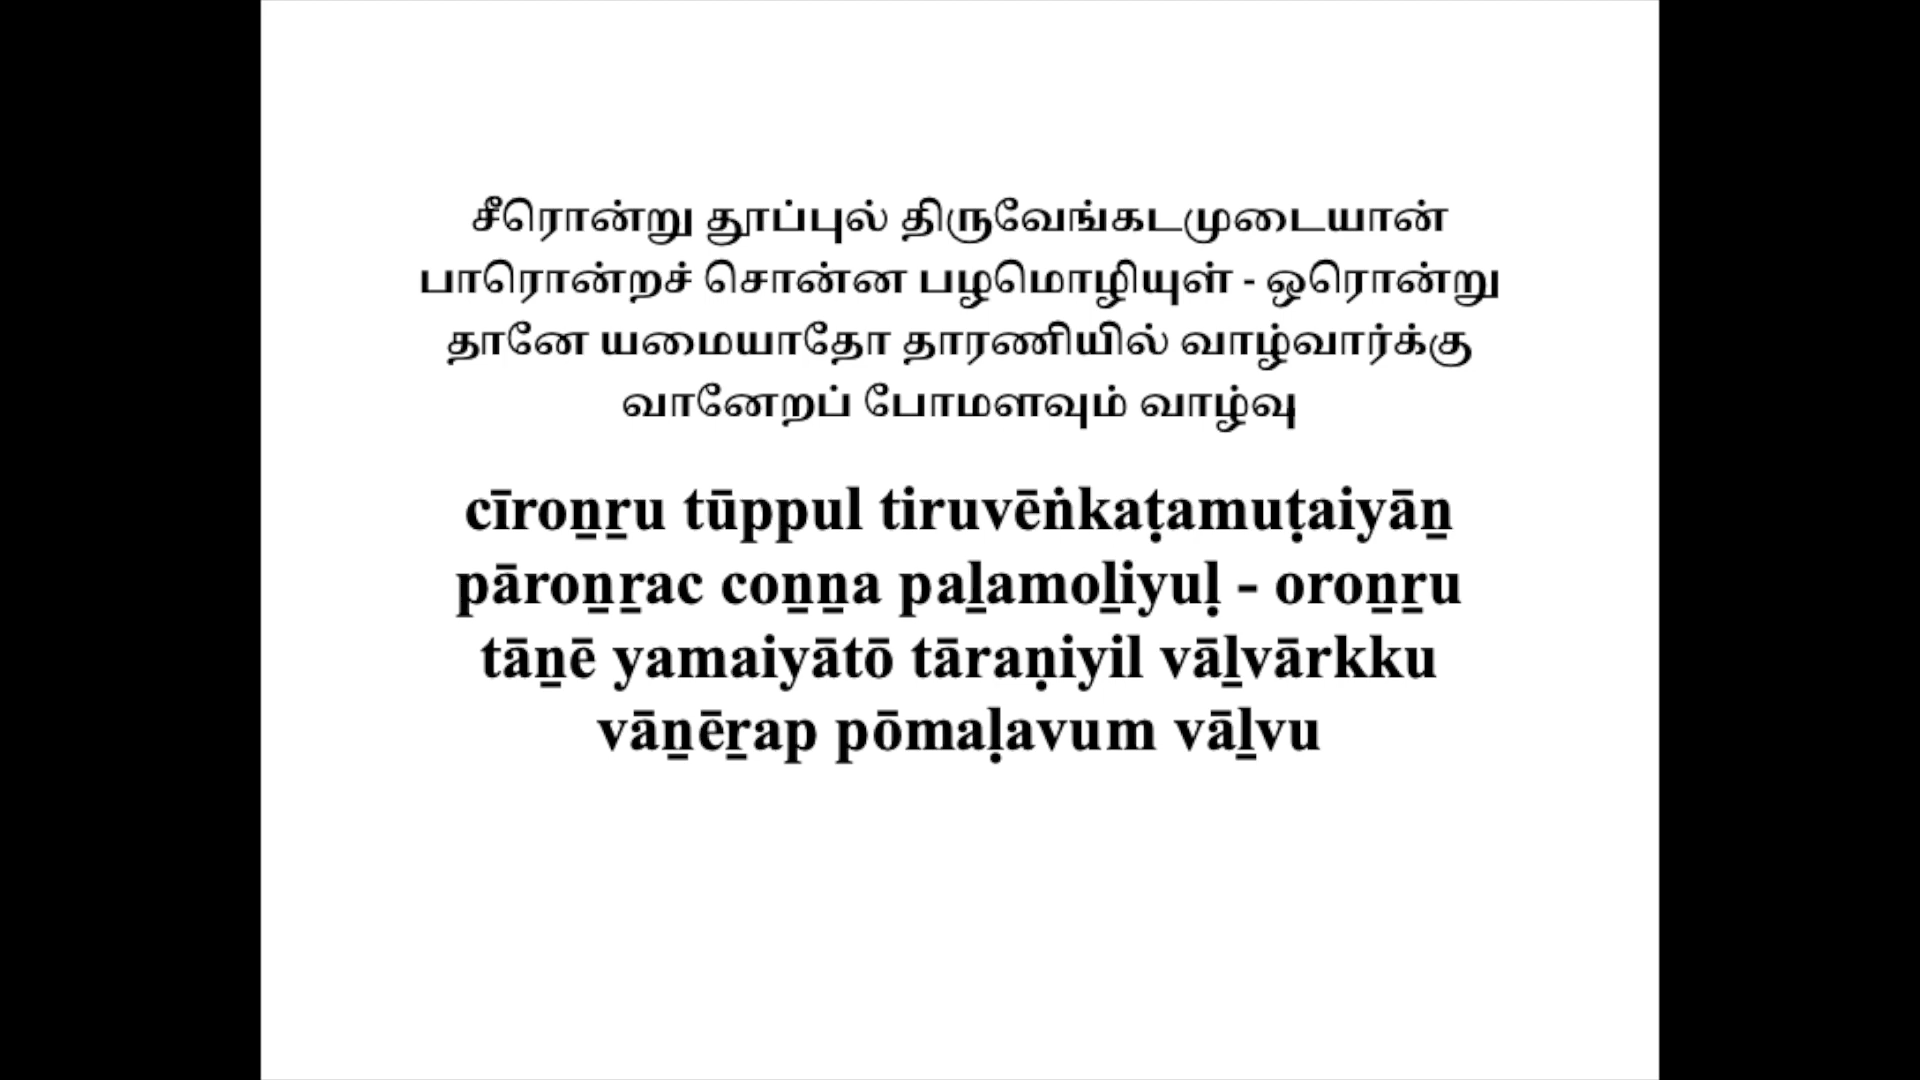 சீரொன்று தூப்புல் திருவேங்கடமுடையான்
பாரொன்றச் சொன்ன பழமொழியுள் - ஒரொன்று
தானே யமையாதோ தாரணியில் வாழ்வார்க்கு
வானேறப் போமளவும் வாழ்வு
cīroṉṟu tūppul tiruvēṅkaṭamuṭaiyāṉ
pāroṉṟac coṉṉa paḻamoḻiyuḷ - oroṉṟu
tāṉē yamaiyātō tāraṇiyil vāḻvārkku
vāṉēṟap pōmaḷavum vāḻvu